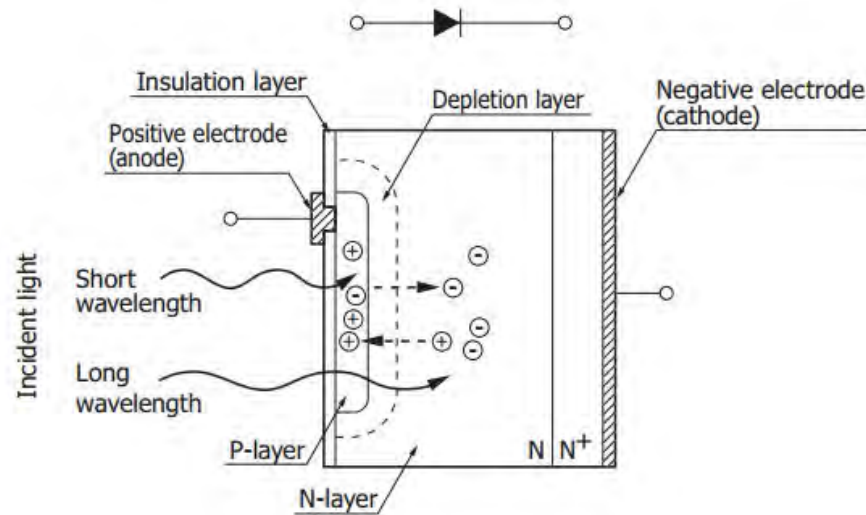 Insulation layer
Depletion layer
Negative electrode
(cathode)
Positive electrode
(anode)
Incident light
Short
wavelength
Long
wavelength
P-layer
N-layer
N
N+
+
-
+
+
-
-
+
-
-